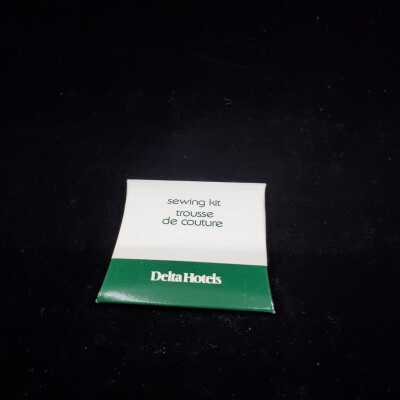 sewing kit
trousse
de couture
Delta Hotels